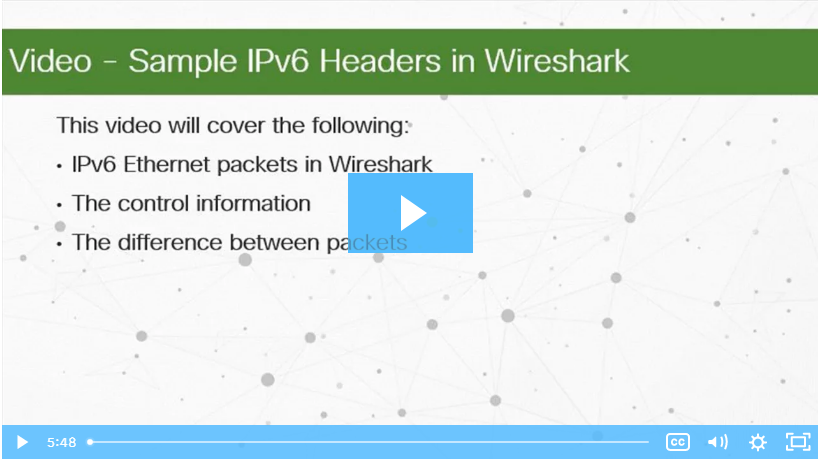 Video - Sample IPv6 Headers in Wireshark
This video will cover the following:
• IPv6 Ethernet packets in Wireshark
• The control information
• The difference between packets
5:48
CC